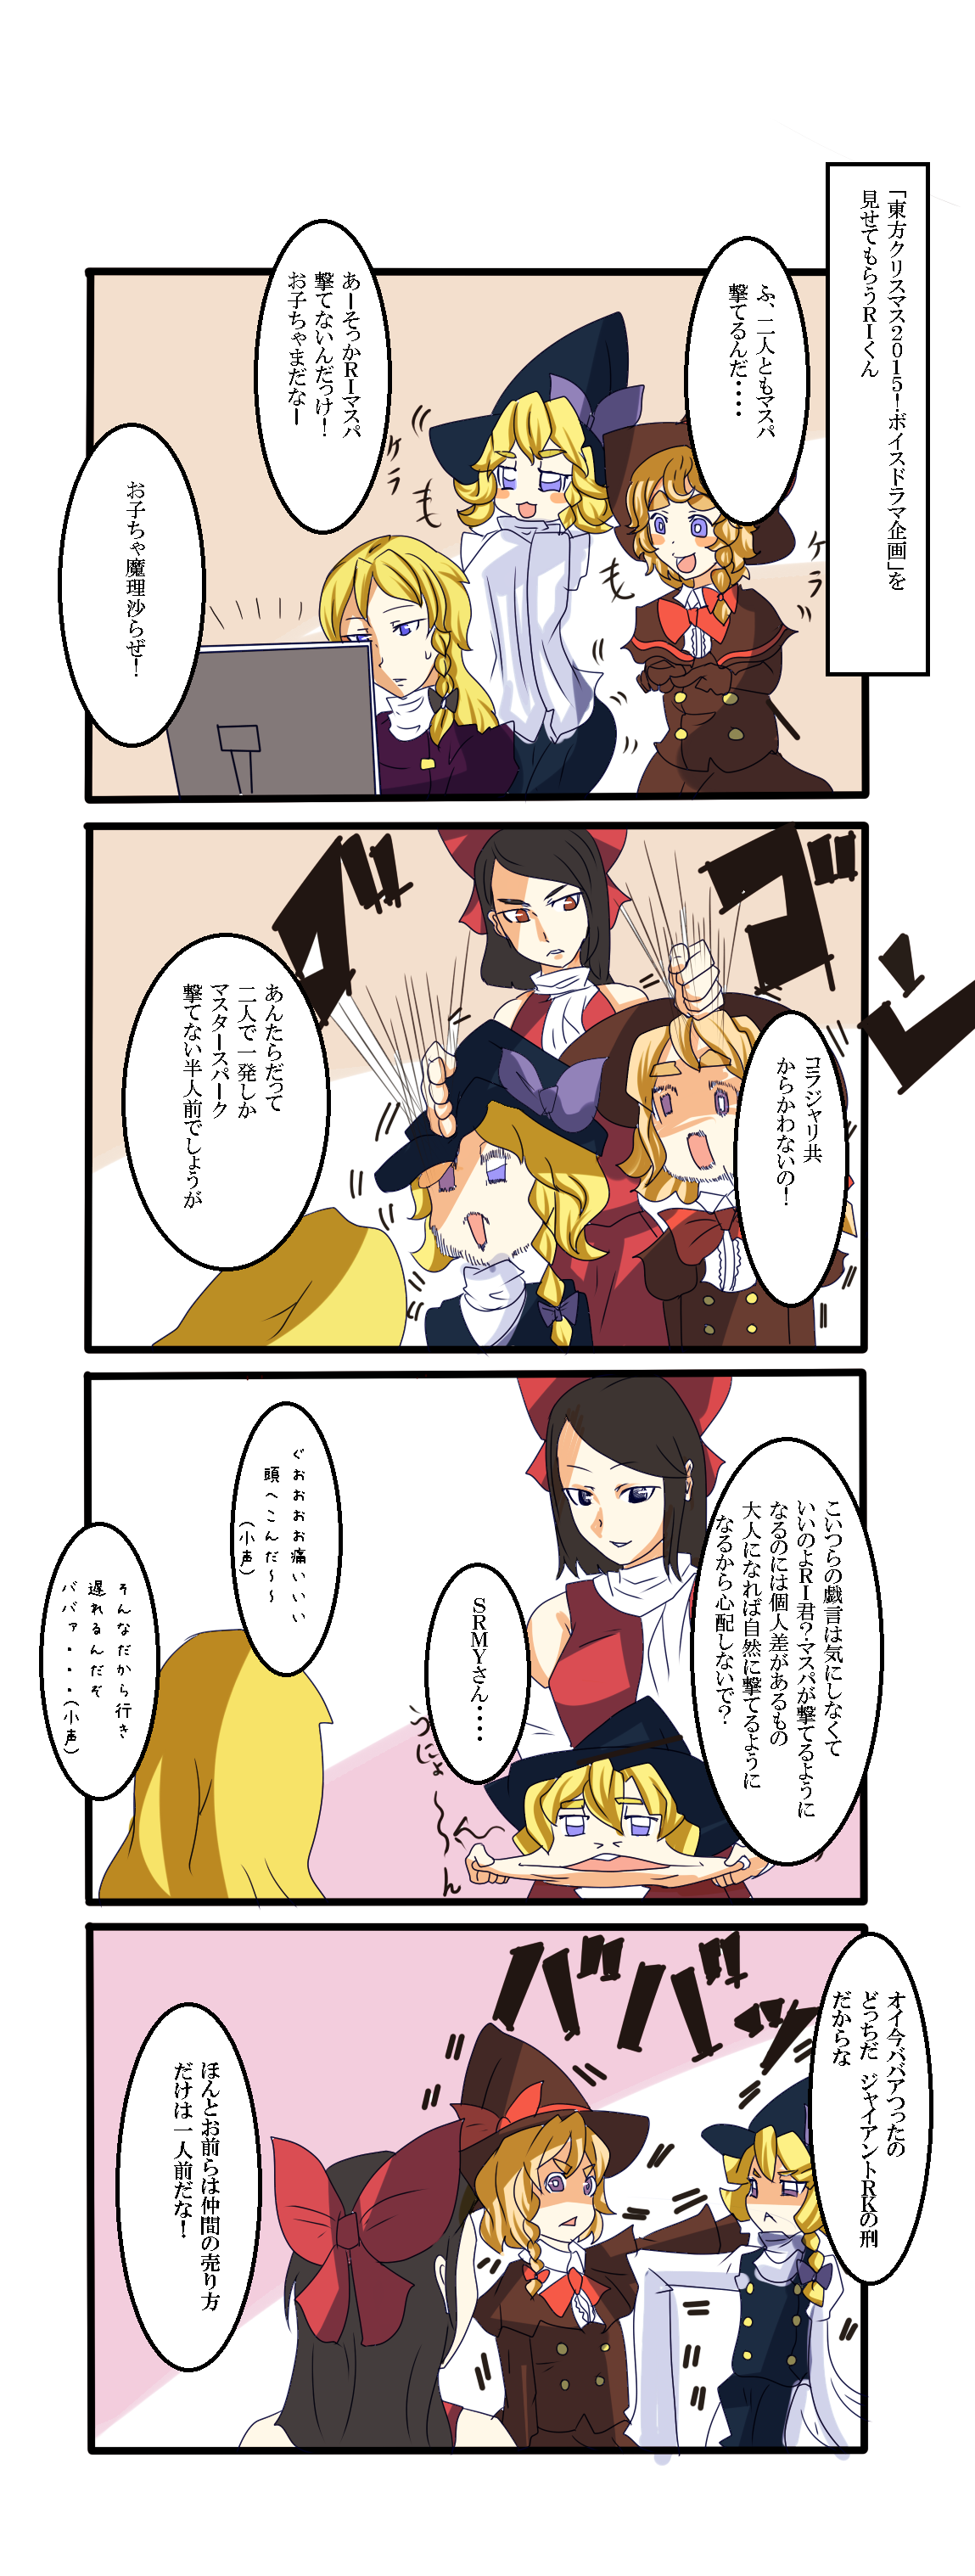 「東方クリスマス2015!ボイスドラマ企画」を
見せてもらうRIくん
ふ、二人ともマスパ
撃てるんだ・・・・
あーそっかRIマスパ
撃てないんだっけ!
お子ちゃまだなー
お子ちゃ魔理沙らぜ!
ケラ
も
ケラ
も
ゴンッ
コラジャリ共
からかわないの!
あんたらだって
二人で一発しか
マスタースパーク
撃てない半人前でしょうが
こいつらの戯言は気にしなくて
いいのよRI君?マスパが撃てるように
なるのには個人差があるもの
大人になれば自然に撃てるように
なるから心配しないで?
SRMYさん・・・・
うにょ〜〜ん
ぐぉぉぉぉ痛いいい
頭へこんだ〜〜
(小声)
そんなだから行き
遅れるんだぞ
ババァ・・・(小声)
オイ今ババアつったの
どっちだ ジャイアントRKの刑
だからな
ババババッ
ほんとお前らは仲間の売り方
だけは一人前だな!